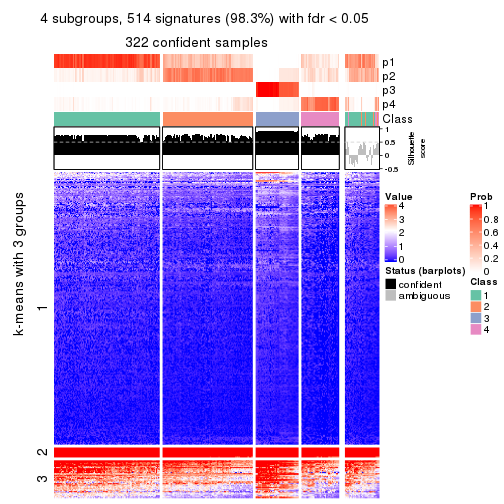 4 subgroups, 514 signatures (98.3%) with fdr < 0.05
322 confident samples
p1
p2
p3
p4
Class
1
0.5
0
-0.5
Silhouette
score
k-means with 3 groups
1
2
3
Value
4
3
2
1
0
Status (barplots)
confident
ambiguous
Prob
1
0.8
0.6
0.4
0.2
0
Class
1
2
3
4